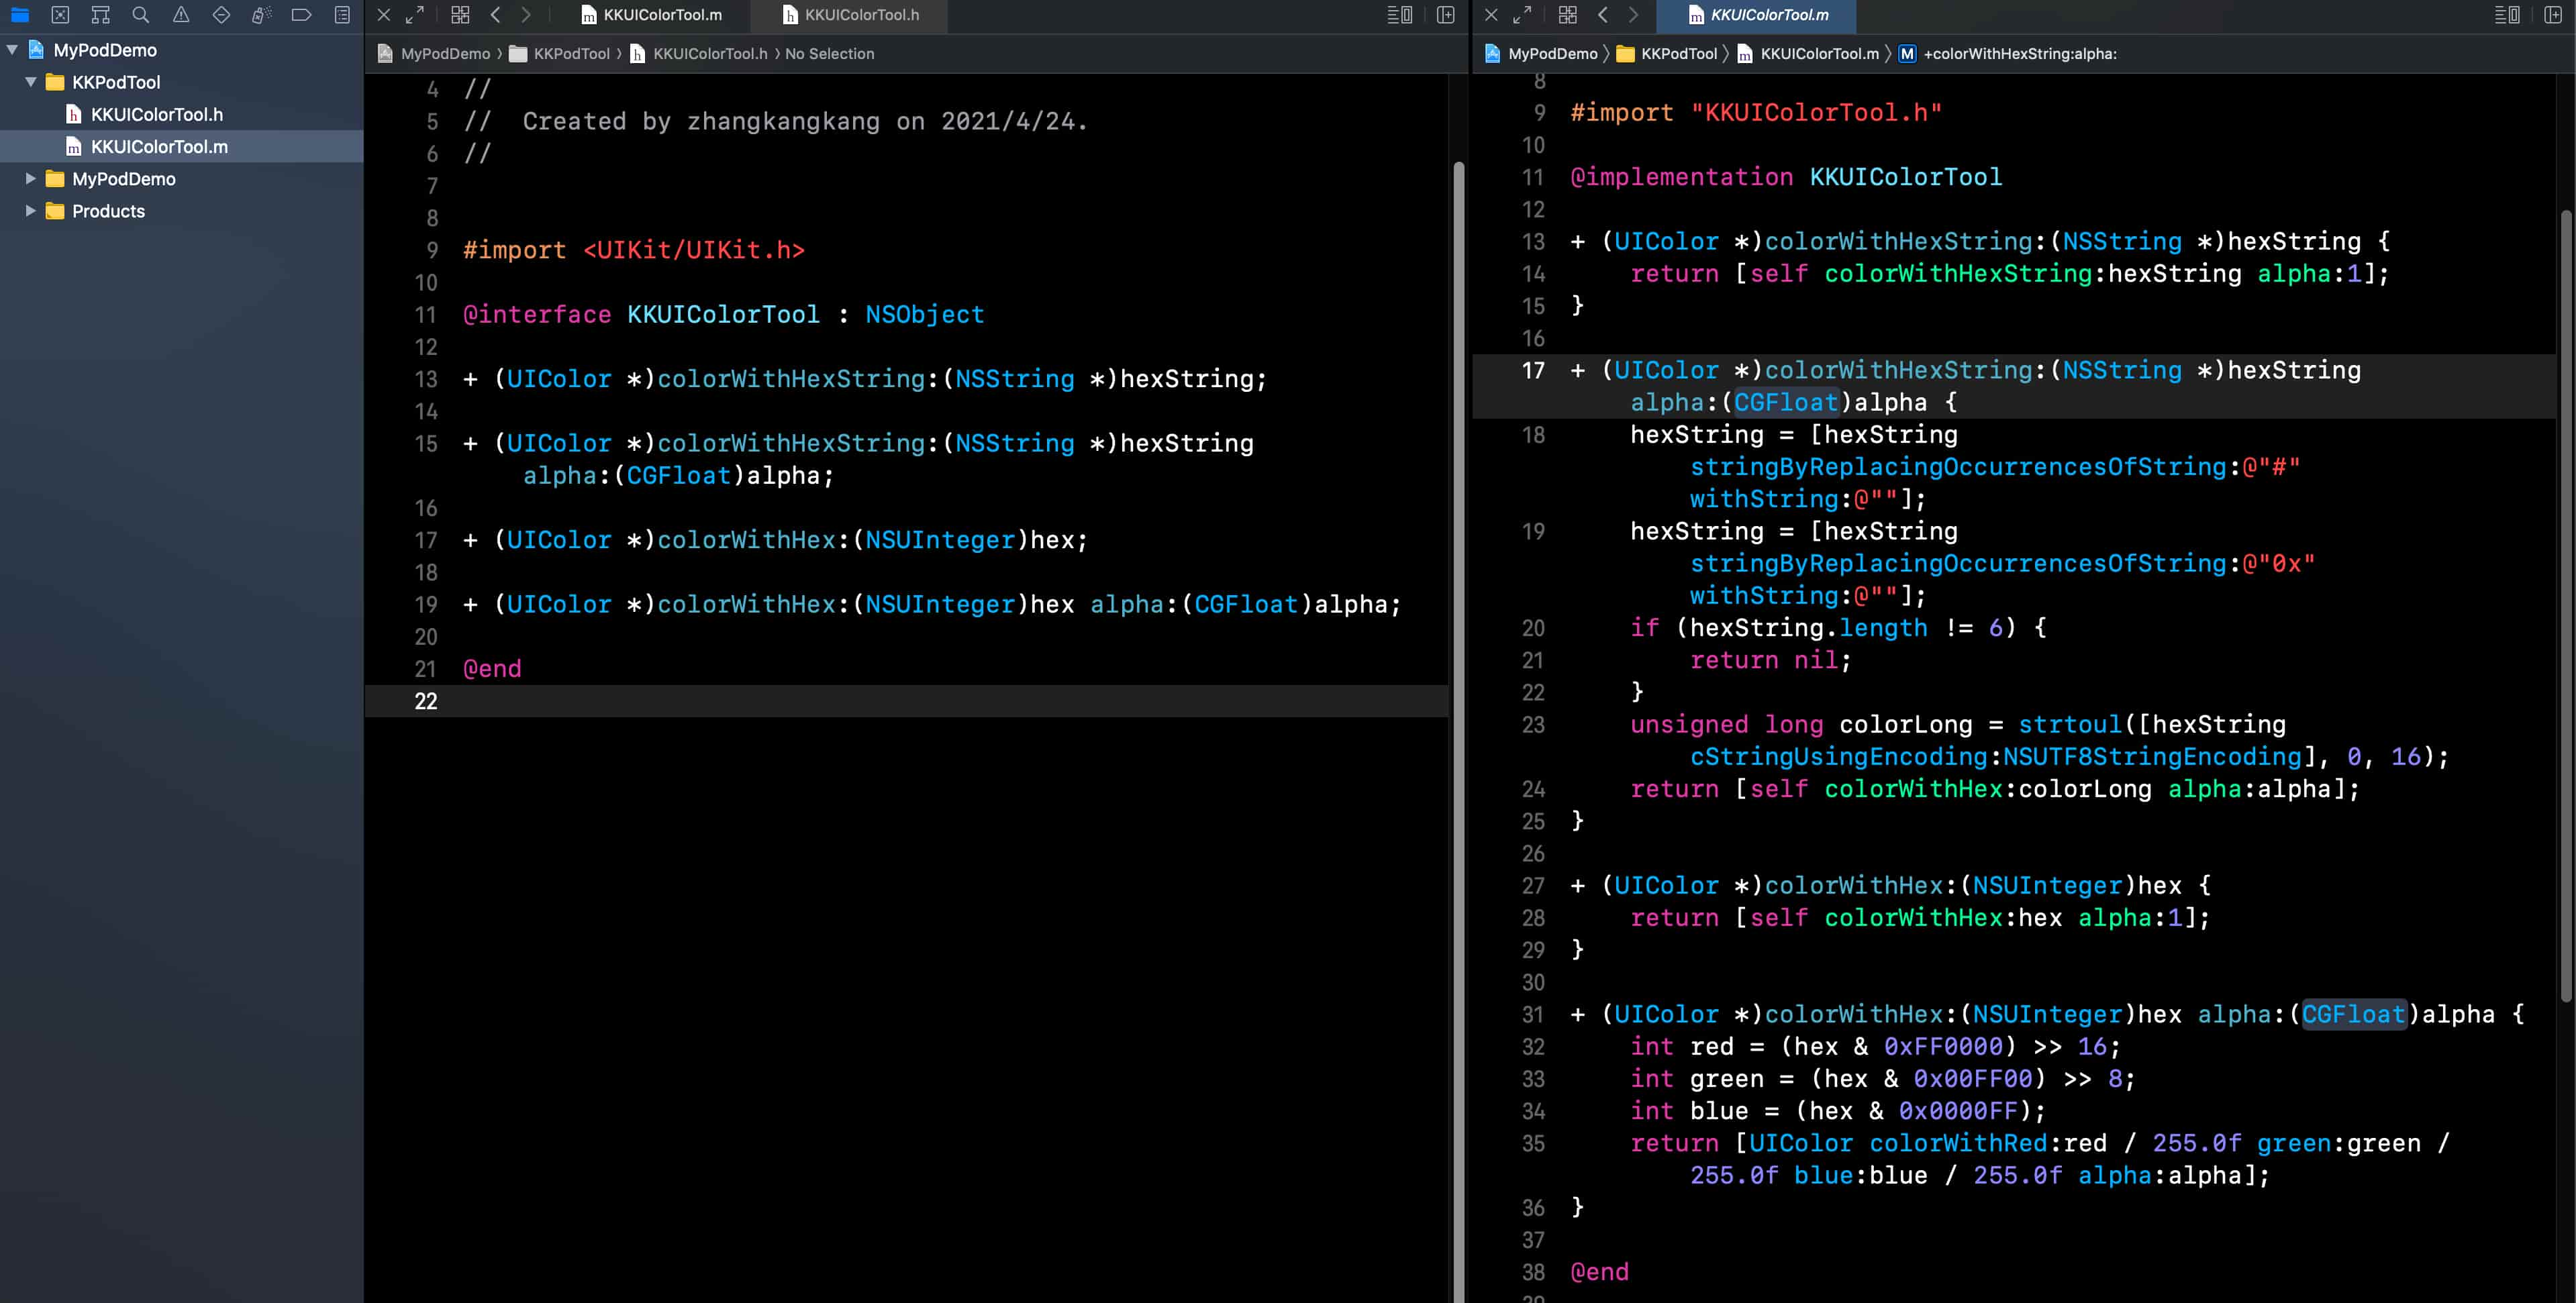 MyPodDemo
KKPodTool
KKUIColorTool.h
KKUIColorTool.m
MyPodDemo
Products
KKUIColorTool.m
KKUIColorTool.h
MyPodDemo 〉 KKPodTool 〉 KKUIColorTool.h 〉 No Selection
4 //
5 //  Created by zhangkangkang on 2021/4/24.
6 //
7
8
9 #import <UIKit/UIKit.h>
10
11 @interface KKUIColorTool : NSObject
12
13 + (UIColor *)colorWithHexString:(NSString *)hexString;
14
15 + (UIColor *)colorWithHexString:(NSString *)hexString
alpha:(CGFloat)alpha;
16
17 + (UIColor *)colorWithHex:(NSUInteger)hex;
18
19 + (UIColor *)colorWithHex:(NSUInteger)hex alpha:(CGFloat)alpha;
20
21 @end
22
KKUIColorTool.m
MyPodDemo 〉 KKPodTool 〉 KKUIColorTool.m 〉 M +colorWithHexString:alpha:
8
9 #import "KKUIColorTool.h"
10
11 @implementation KKUIColorTool
12
13 + (UIColor *)colorWithHexString:(NSString *)hexString {
14     return [self colorWithHexString:hexString alpha:1];
15 }
16
17 + (UIColor *)colorWithHexString:(NSString *)hexString
alpha:(CGFloat)alpha {
18     hexString = [hexString
stringByReplacingOccurrencesOfString:@"#"
withString:@""];
19     hexString = [hexString
stringByReplacingOccurrencesOfString:@"0x"
withString:@""];
20     if (hexString.length != 6) {
21         return nil;
22     }
23     unsigned long colorLong = strtoul([hexString
cStringUsingEncoding:NSUTF8StringEncoding], 0, 16);
24     return [self colorWithHex:colorLong alpha:alpha];
25 }
26
27 + (UIColor *)colorWithHex:(NSUInteger)hex {
28     return [self colorWithHex:hex alpha:1];
29 }
30
31 + (UIColor *)colorWithHex:(NSUInteger)hex alpha:(CGFloat)alpha {
32     int red = (hex & 0xFF0000) >> 16;
33     int green = (hex & 0x00FF00) >> 8;
34     int blue = (hex & 0x0000FF);
35     return [UIColor colorWithRed:red / 255.0f green:green /
255.0f blue:blue / 255.0f alpha:alpha];
36 }
37
38 @end